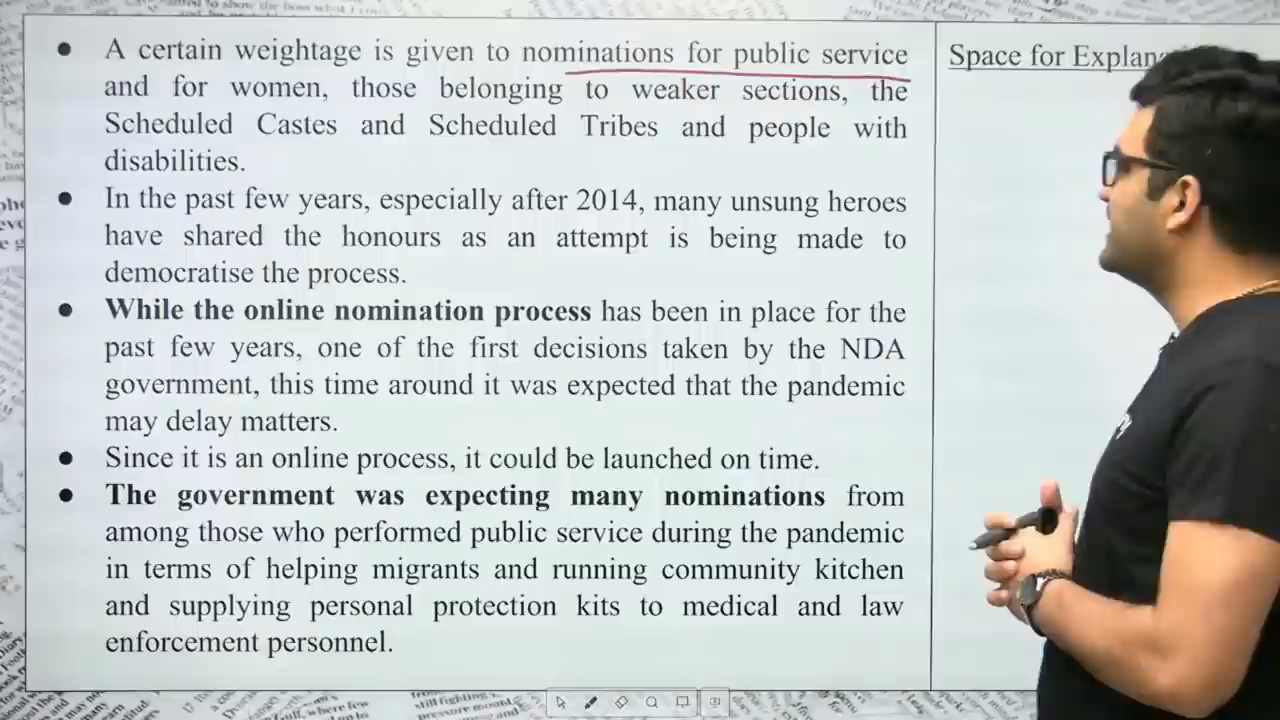 A certain weightage is given to nominations for public service
and for women, those belonging to weaker sections, the
Scheduled Castes and Scheduled Tribes and people with
disabilities.
In the past few years, especially after 2014, many unsung heroes
have shared the honours as an attempt is being made to
democratise the process.
While the online nomination process has been in place for the
past few years, one of the first decisions taken by the NDA
government, this time around it was expected that the pandemic
may delay matters.
Since it is an online process, it could be launched on time.
The government was expecting many nominations from
among those who performed public service during the pandemic
in terms of helping migrants and running community kitchen
and supplying personal protection kits to medical and law
enforcement personnel.
Space for